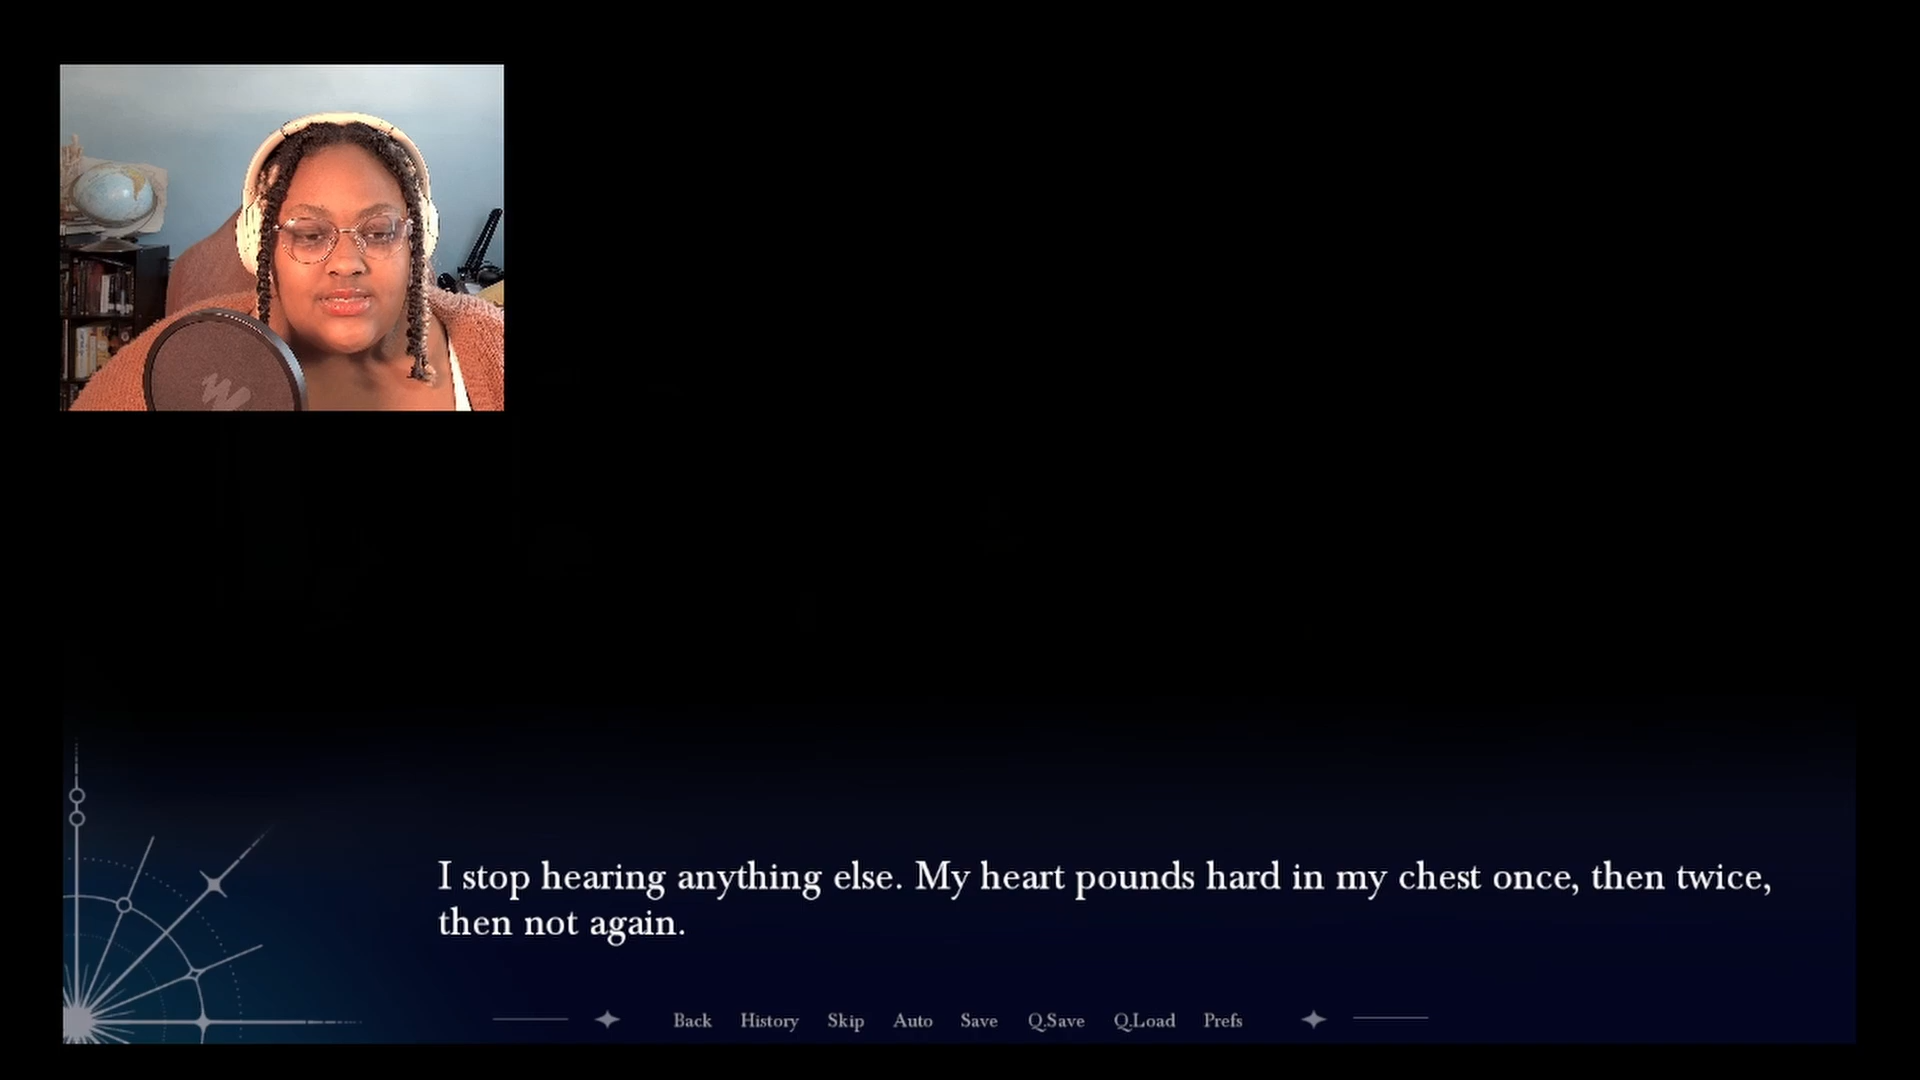 I stop hearing anything else. My heart pounds hard in my chest once, then twice,
then not again.
Back History Skip Auto Save Q.Save Q.Load Prefs